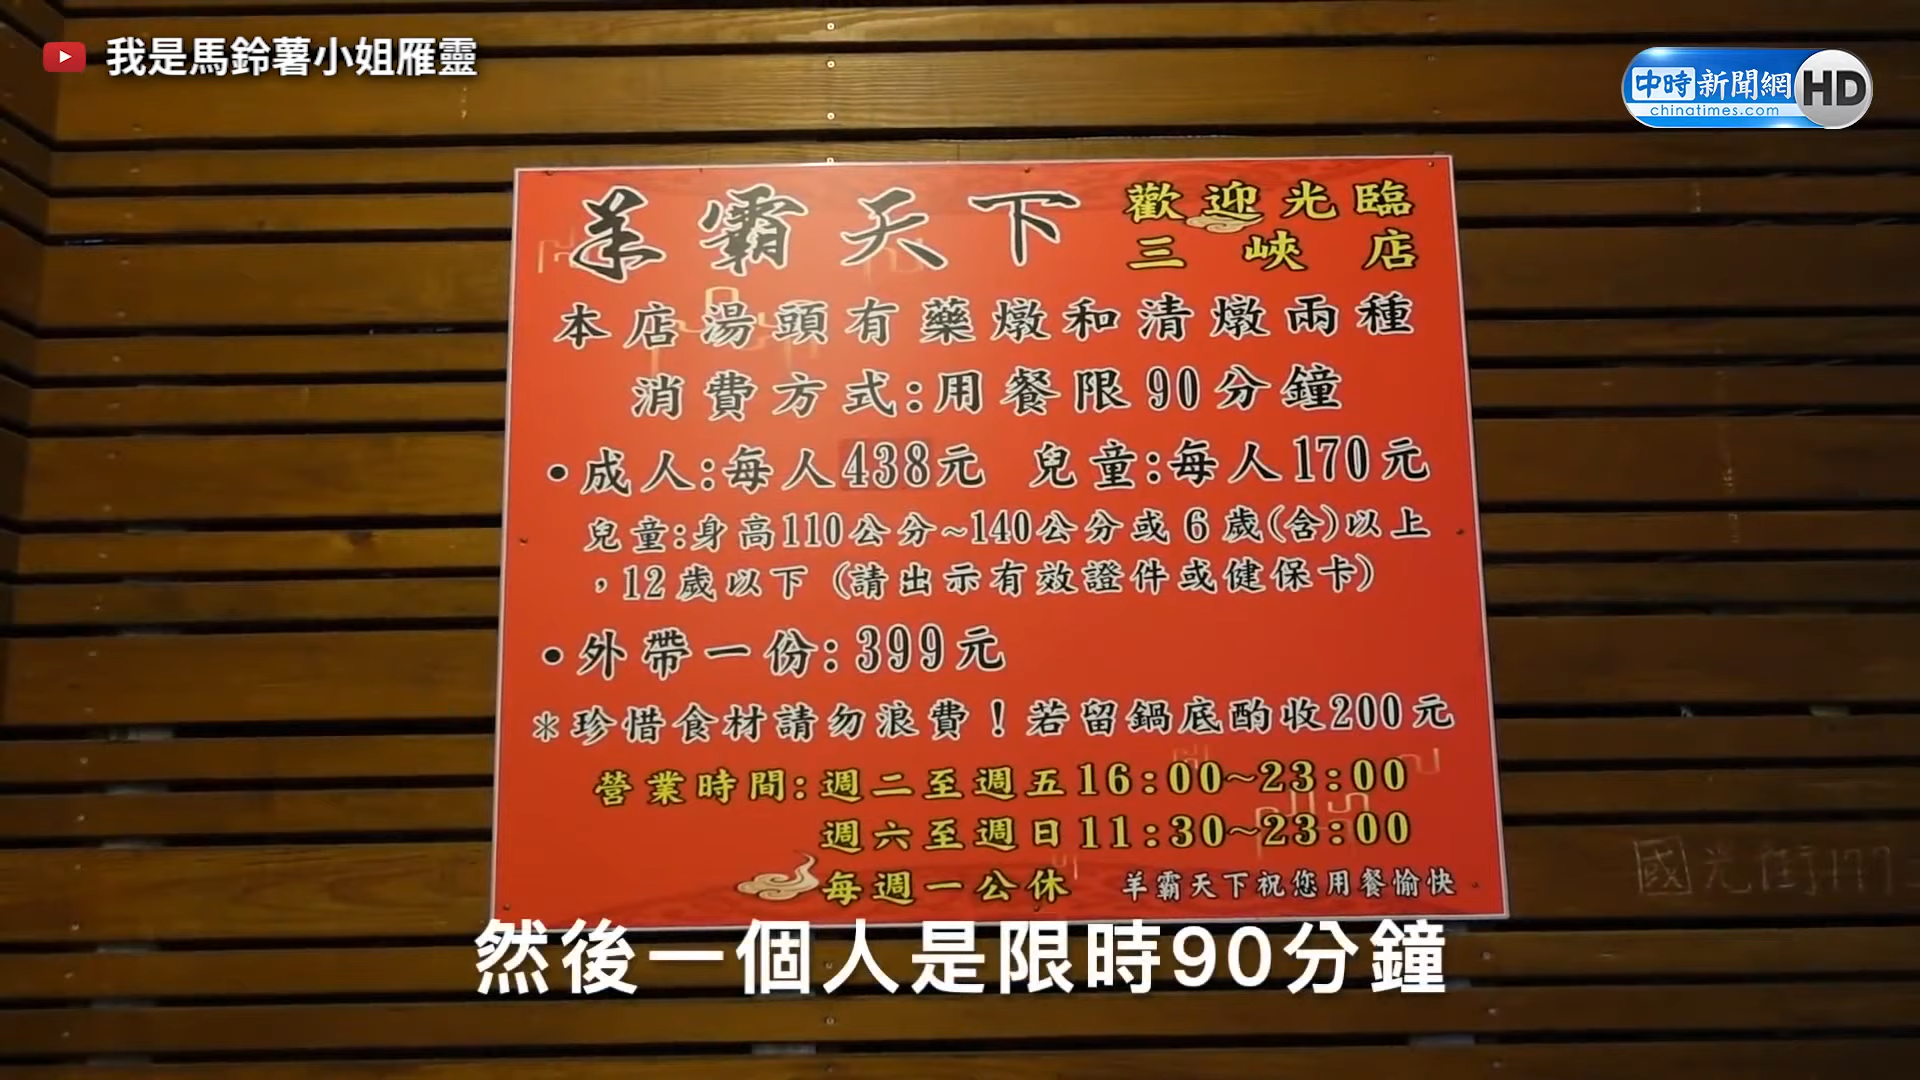 我是馬鈴薯小姐雁靈
中時新聞網 HD
chinatimes.com
羊霸天下
歡迎光臨
三峽店
本店湯頭有藥燉和清燉兩種
消費方式:用餐限90分鐘
•成人:每人438元 兒童:每人170元
兒童:身高110公分~140公分或6歲(含)以上
,12歲以下(請出示有效證件或健保卡)
•外帶一份:399元
*珍惜食材請勿浪費!若留鍋底酌收200元
營業時間:週二至週五16:00~23:00
週六至週日11:30~23:00
每週一公休
羊霸天下祝您用餐愉快
國光街177
然後一個人是限時90分鐘